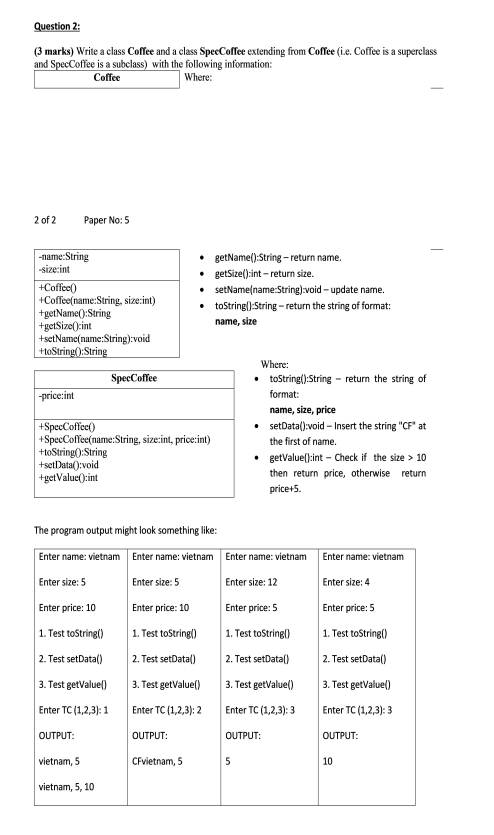 Question 2:
(3 marks) Write a class Coffee and a class SpecCoffee extending from Coffee (i.e. Coffee is a superclass
and SpecCoffee is a subclass) with the following information:
Coffee
Where:
2 of 2 Paper No: 5
-name:String
-size:int
+Coffee()
+Coffee(name:String, size:int)
+getName():String
+getSize():int
+setName(name:String):void
+toString():String
• getName():String – return name.
• getSize():int – return size.
• setName(name:String):void – update name.
• toString():String – return the string of format:
name, size
SpecCoffee
-price:int
+SpecCoffee()
+SpecCoffee(name:String, size:int, price:int)
+toString():String
+setData():void
+getValue():int
Where:
• toString():String – return the string of
format:
name, size, price
• setData():void – Insert the string "CF" at
the first of name.
• getValue():int – Check if the size > 10
then return price, otherwise return
price+5.
The program output might look something like:
Enter name: vietnam
Enter size: 5
Enter price: 10
1. Test toString()
2. Test setData()
3. Test getValue()
Enter TC (1,2,3): 1
OUTPUT:
vietnam, 5
vietnam, 5, 10
Enter name: vietnam
Enter size: 5
Enter price: 10
1. Test toString()
2. Test setData()
3. Test getValue()
Enter TC (1,2,3): 2
OUTPUT:
CFvietnam, 5
Enter name: vietnam
Enter size: 12
Enter price: 5
1. Test toString()
2. Test setData()
3. Test getValue()
Enter TC (1,2,3): 3
OUTPUT:
5
Enter name: vietnam
Enter size: 4
Enter price: 5
1. Test toString()
2. Test setData()
3. Test getValue()
Enter TC (1,2,3): 3
OUTPUT:
10